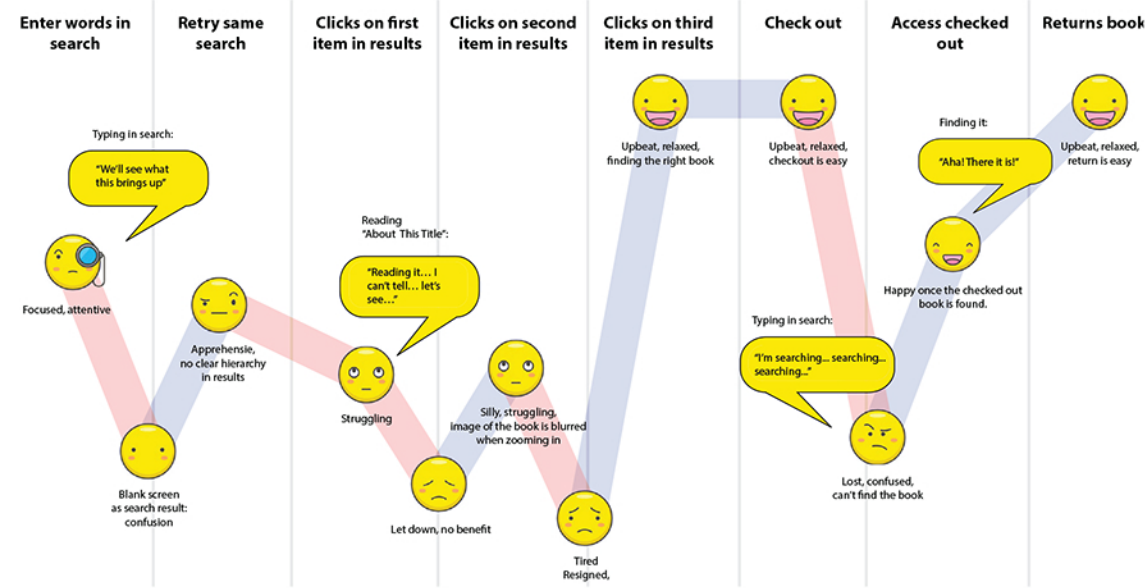 Enter words in
search
Retry same
search
Clicks on first
item in results
Clicks on second
item in results
Clicks on third
item in results
Check out
Access checked
out
Returns book
Typing in search:
"We'll see what
this brings up"
Focused, attentive
Blank screen
as search result:
confusion
Apprehensie,
no clear hierarchy
in results
Reading
"About This Title":
"Reading it... I
can't tell... let's
see..."
Struggling
Let down, no benefit
Silly, struggling,
image of the book is blurred
when zooming in
Tired
Resigned,
Upbeat, relaxed,
finding the right book
Upbeat, relaxed,
checkout is easy
Typing in search:
"I'm searching... searching...
searching..."
Lost, confused,
can't find the book
Finding it:
"Aha! There it is!"
Happy once the checked out
book is found.
Upbeat, relaxed,
return is easy